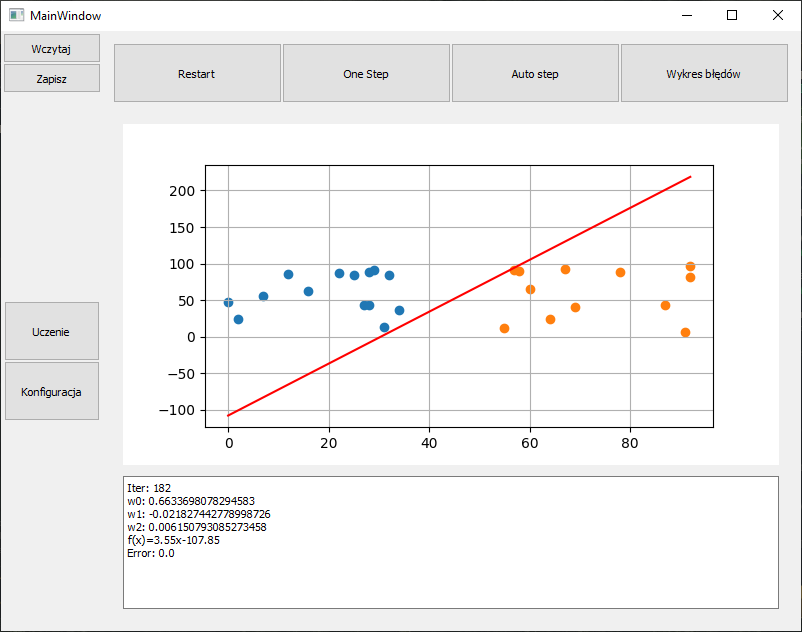 MainWindow
Wczytaj
Zapisz
Restart
One Step
Auto step
Wykres błędów
Uczenie
Konfiguracja
200
150
100
50
0
−50
−100
0 20 40 60 80
Iter: 182
w0: 0.6633698078294583
w1: -0.021827442778998726
w2: 0.006150793085273458
f(x)=3.55x-107.85
Error: 0.0